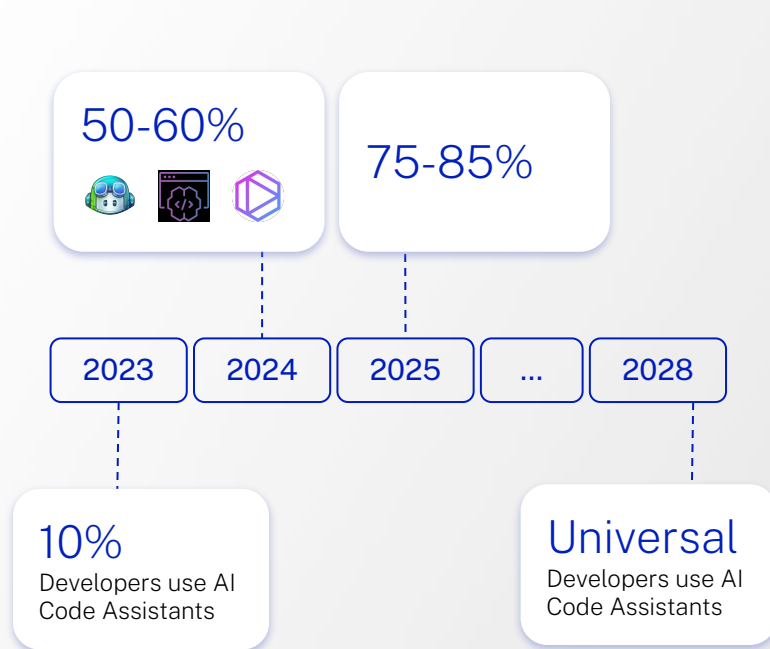 50-60%
75-85%
</>
2023
2024
2025
...
2028
10%
Developers use AI
Code Assistants
Universal
Developers use AI
Code Assistants